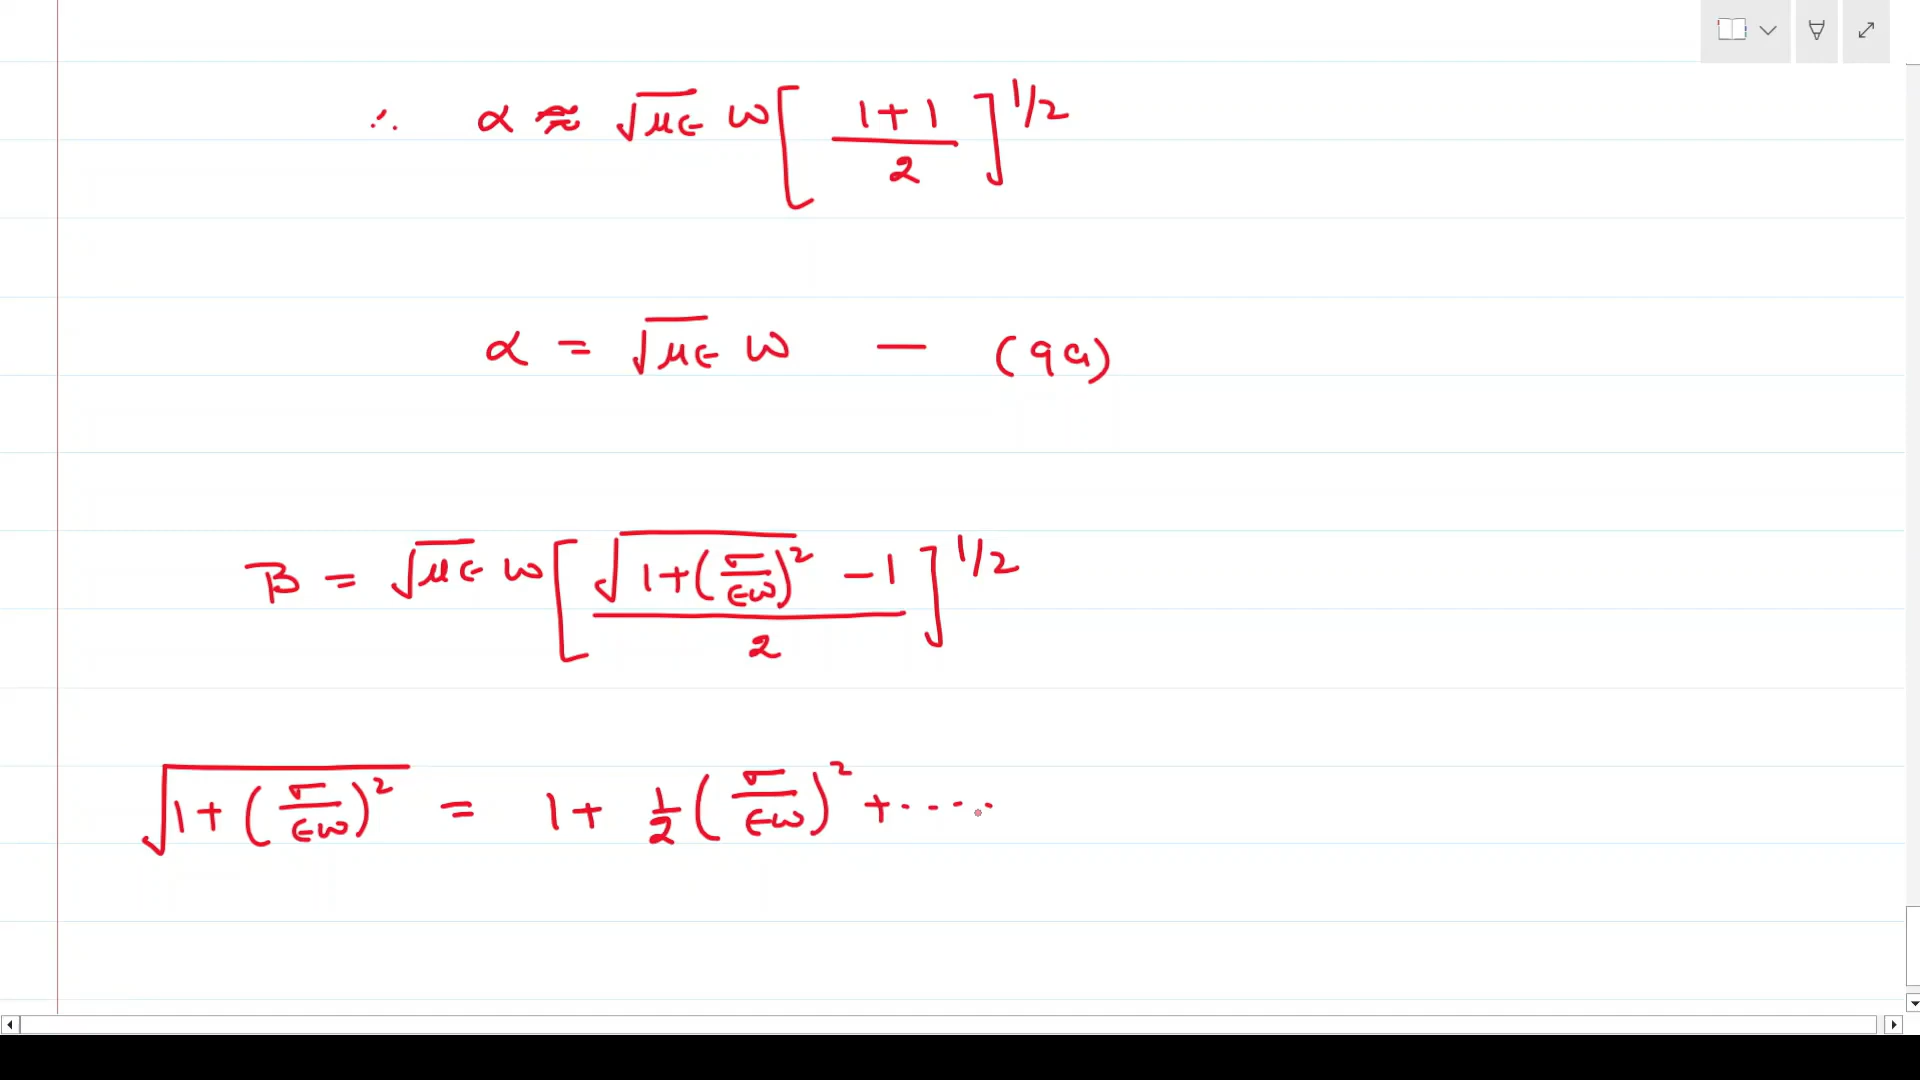 ∴ α ≈ √με ω [ (1+1)/2 ]^1/2
α = √με ω — (9a)
β = √με ω [ (√(1+(σ/εω)²) −1)/2 ]^1/2
√(1+(σ/εω)²) = 1+ 1/2 (σ/εω)² +.....